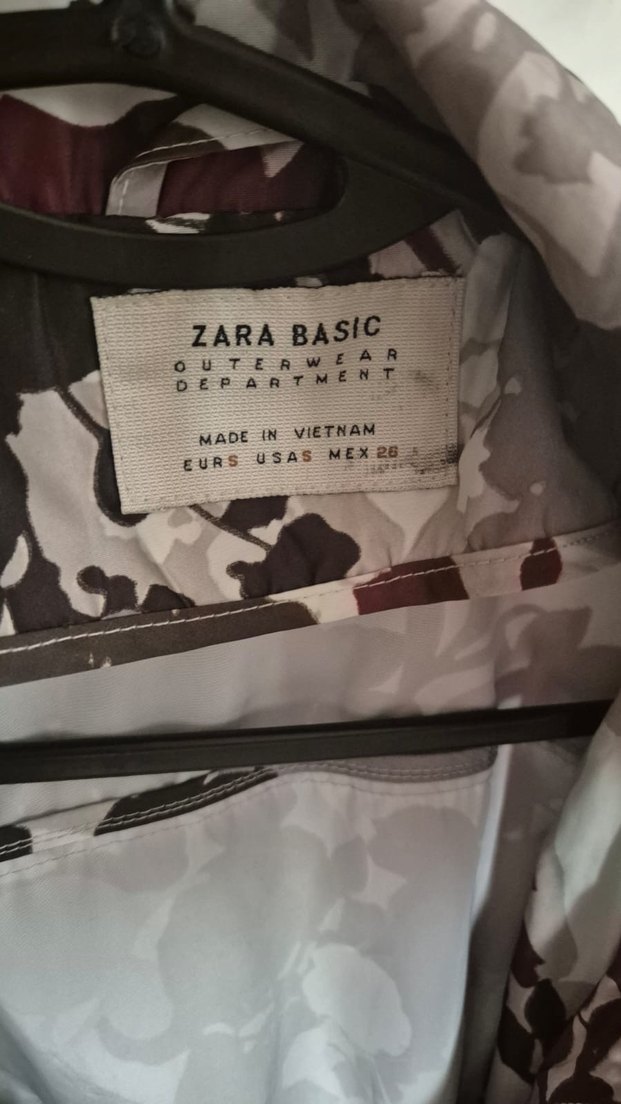 ZARA BASIC
OUTERWEAR
DEPARTMENT
MADE IN VIETNAM
EUR S USA S MEX 26